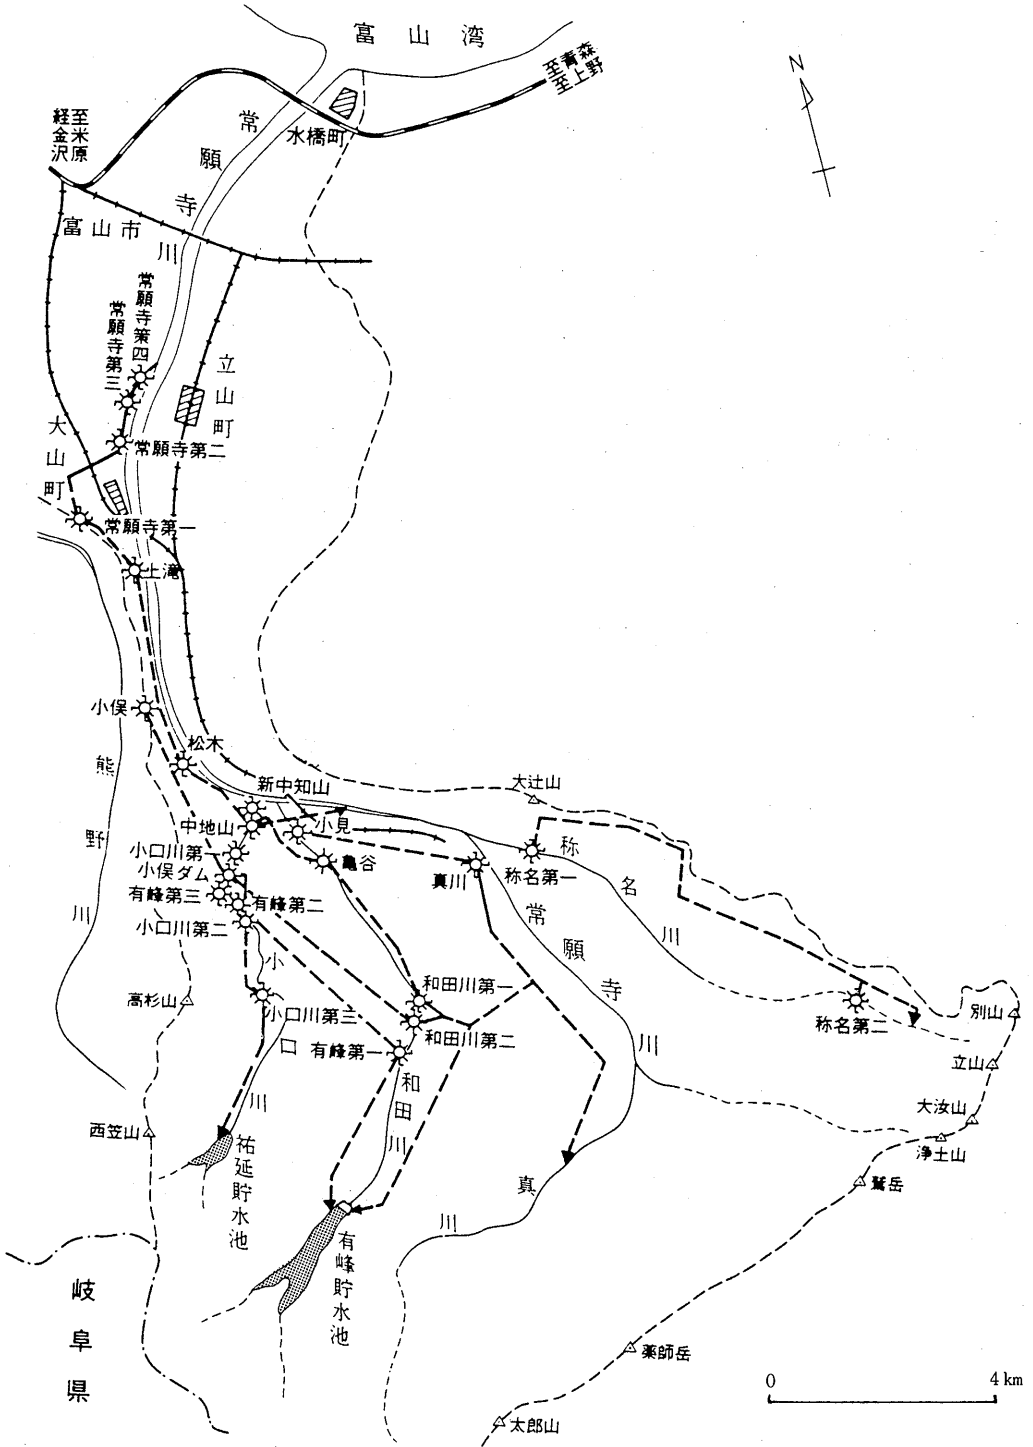 富山湾
至青森
至上野
N
至米原
経金沢
水橋町
常願寺川
富山市
常願寺第四
常願寺第三
立山町
大山町
常願寺第二
常願寺第一
上滝
小俣
松木
熊野川
新中知山
大辻山
中地山
小見
小口川第一
亀谷
称名川
小俣ダム
真川
称名第一
有峰第三
有峰第二
小口川第二
常願寺川
小口川
高杉山
和田川第一
別山
小口川第三
和田川第二
称名第二
有峰第一
立山
和田川
大汝山
西笠山
浄土山
祐延貯水池
鷲岳
真川
有峰貯水池
岐阜県
薬師岳
0 4km
太郎山